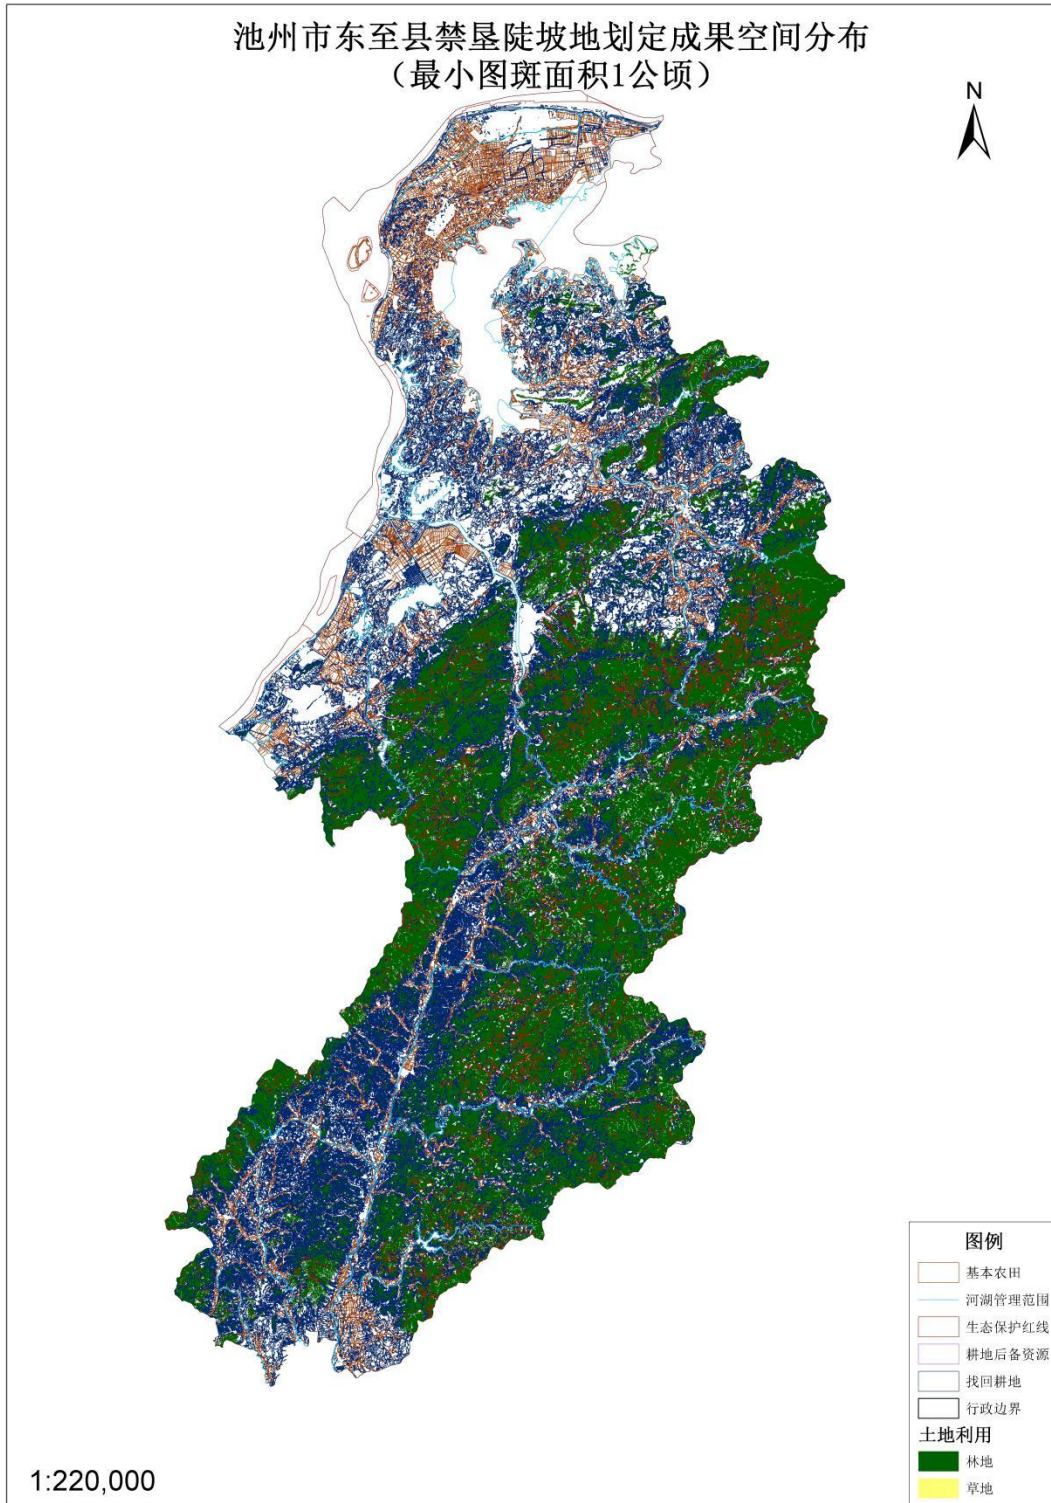 池州市东至县禁垦陡坡地划定成果空间分布
（最小图斑面积1公顷）
N
图例
基本农田
河湖管理范围
生态保护红线
耕地后备资源
找回耕地
行政边界
土地利用
林地
草地
1:220,000